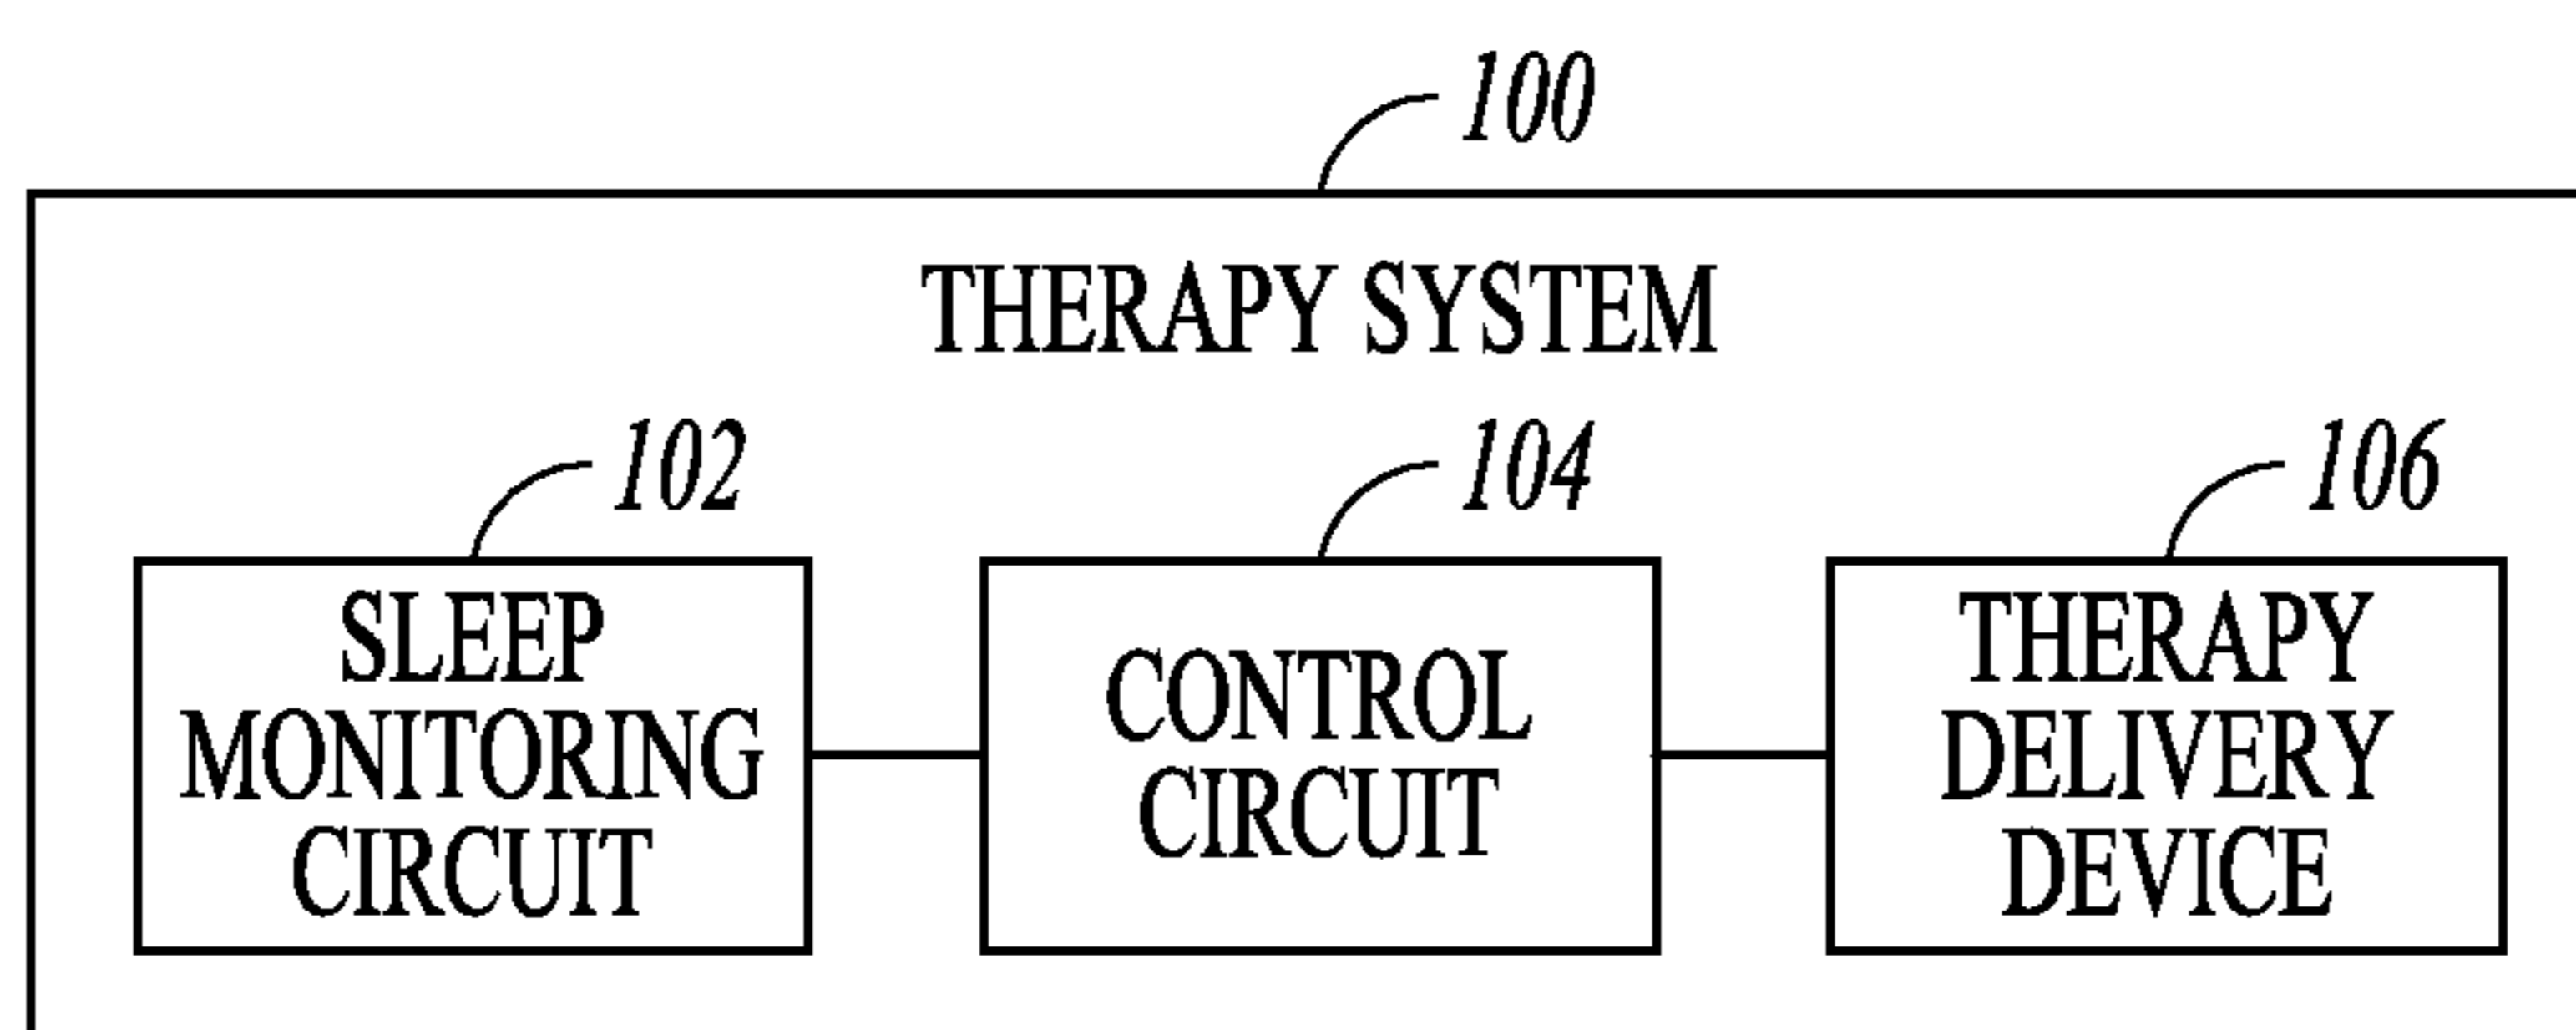 100
THERAPY SYSTEM
102
104
106
SLEEP
MONITORING
CIRCUIT
CONTROL
CIRCUIT
THERAPY
DELIVERY
DEVICE